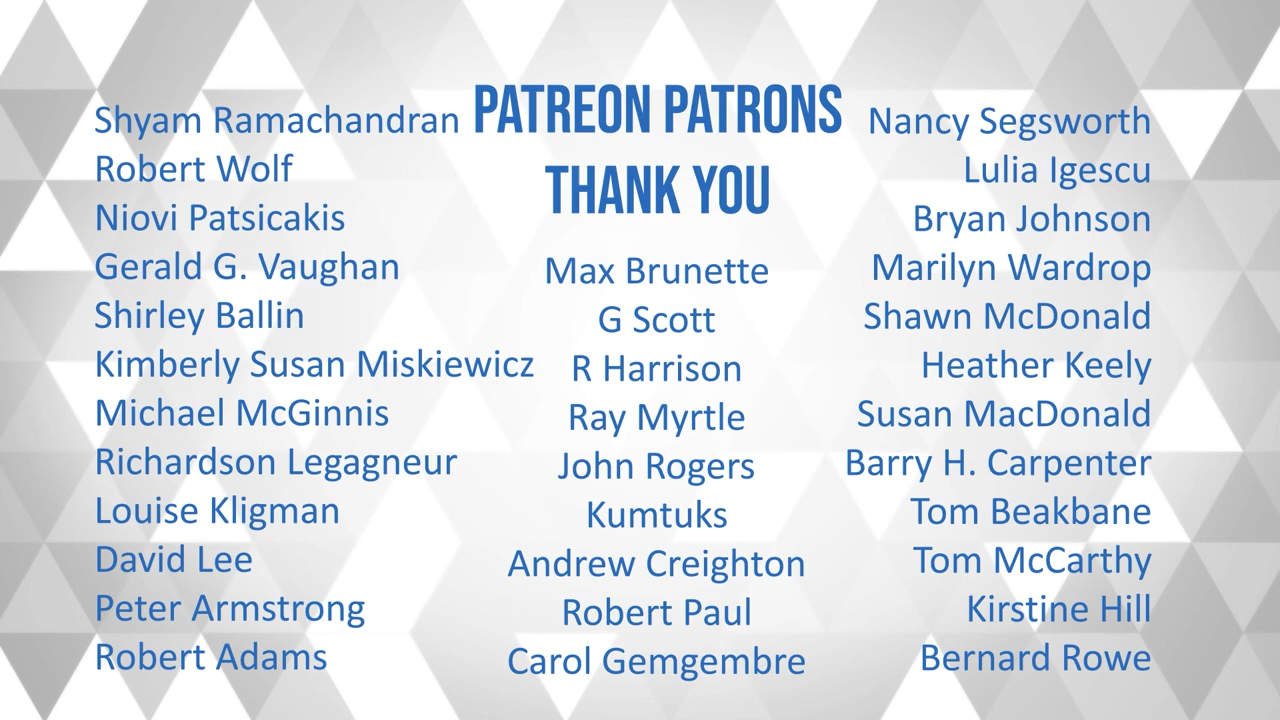 PATREON PATRONS
THANK YOU
Shyam Ramachandran
Robert Wolf
Niovi Patsicakis
Gerald G. Vaughan
Shirley Ballin
Kimberly Susan Miskiewicz
Michael McGinnis
Richardson Legagneur
Louise Kligman
David Lee
Peter Armstrong
Robert Adams
Max Brunette
G Scott
R Harrison
Ray Myrtle
John Rogers
Kumtuks
Andrew Creighton
Robert Paul
Carol Gemgembre
Nancy Segsworth
Lulia Igescu
Bryan Johnson
Marilyn Wardrop
Shawn McDonald
Heather Keely
Susan MacDonald
Barry H. Carpenter
Tom Beakbane
Tom McCarthy
Kirstine Hill
Bernard Rowe